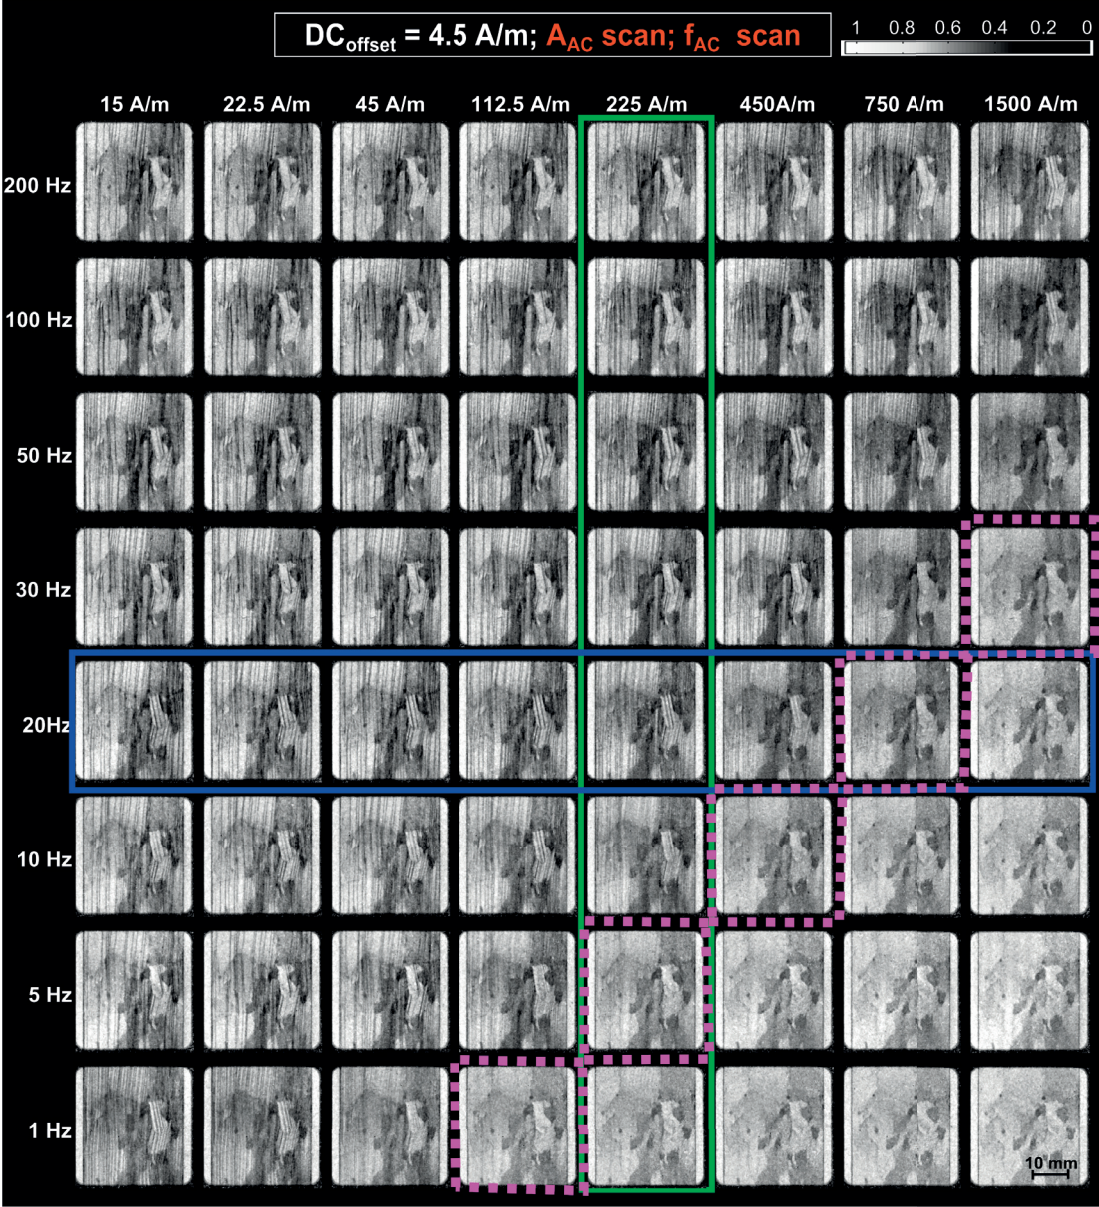 DCoffset = 4.5 A/m; AAC scan; fAC scan
1 0.8 0.6 0.4 0.2 0
15 A/m 22.5 A/m 45 A/m 112.5 A/m 225 A/m 450A/m 750 A/m 1500 A/m
200 Hz
100 Hz
50 Hz
30 Hz
20Hz
10 Hz
5 Hz
1 Hz
10 mm